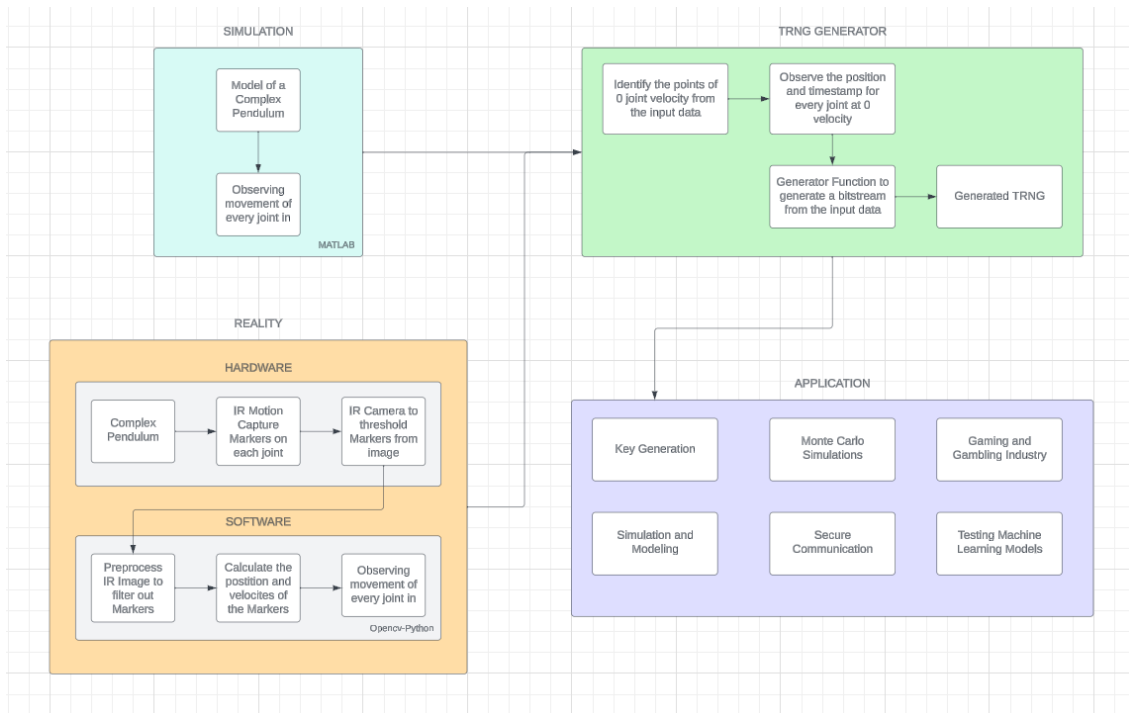 SIMULATION
Model of a
Complex
Pendulum
Observing
movement of
every joint in
MATLAB
TRNG GENERATOR
Identify the points of
0 joint velocity from
the input data
Observe the position
and timestamp for
every joint at 0
velocity
Generator Function to
generate a bitstream
from the input data
Generated TRNG
REALITY
HARDWARE
Complex
Pendulum
IR Motion
Capture
Markers on
each joint
IR Camera to
threshold
Markers from
image
SOFTWARE
Preprocess
IR Image to
filter out
Markers
Calculate the
postition and
velocites of
the Markers
Observing
movement of
every joint in
Opencv-Python
APPLICATION
Key Generation
Monte Carlo
Simulations
Gaming and
Gambling Industry
Simulation and
Modeling
Secure
Communication
Testing Machine
Learning Models